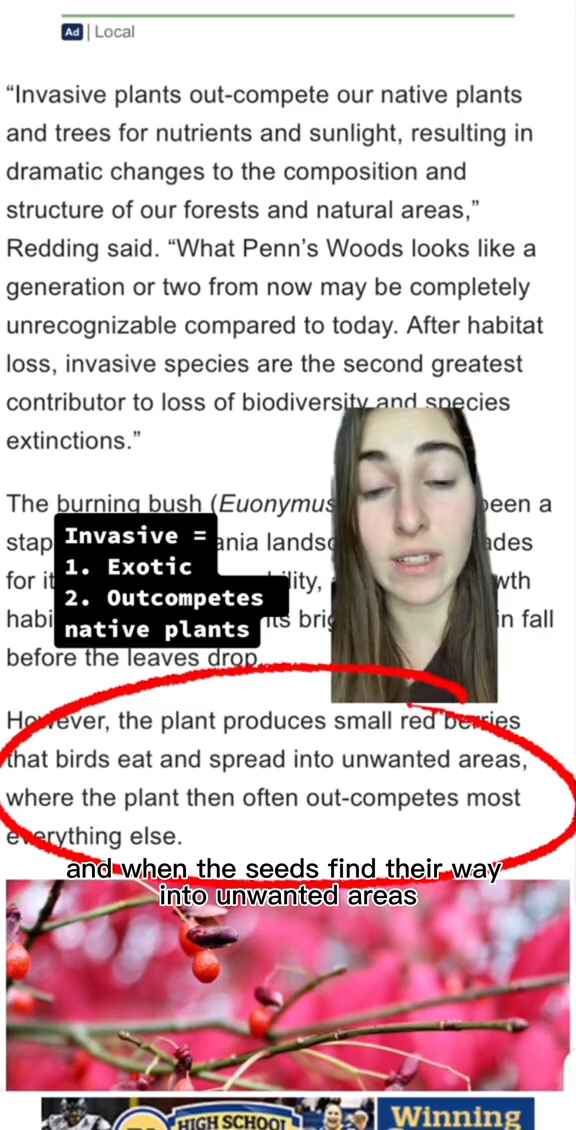 Ad | Local
“Invasive plants out-compete our native plants
and trees for nutrients and sunlight, resulting in
dramatic changes to the composition and
structure of our forests and natural areas,”
Redding said. “What Penn’s Woods looks like a
generation or two from now may be completely
unrecognizable compared to today. After habitat
loss, invasive species are the second greatest
contributor to loss of biodiversity and species
extinctions.”
The burning bush (Euonymus been a
Invasive =
1. Exotic
2. Outcompetes
native plants
for in fall
before the leaves drop.
However, the plant produces small red berries
that birds eat and spread into unwanted areas,
where the plant then often out-competes most
everything else.
and when the seeds find their way
into unwanted areas
HIGH SCHOOL
Winning